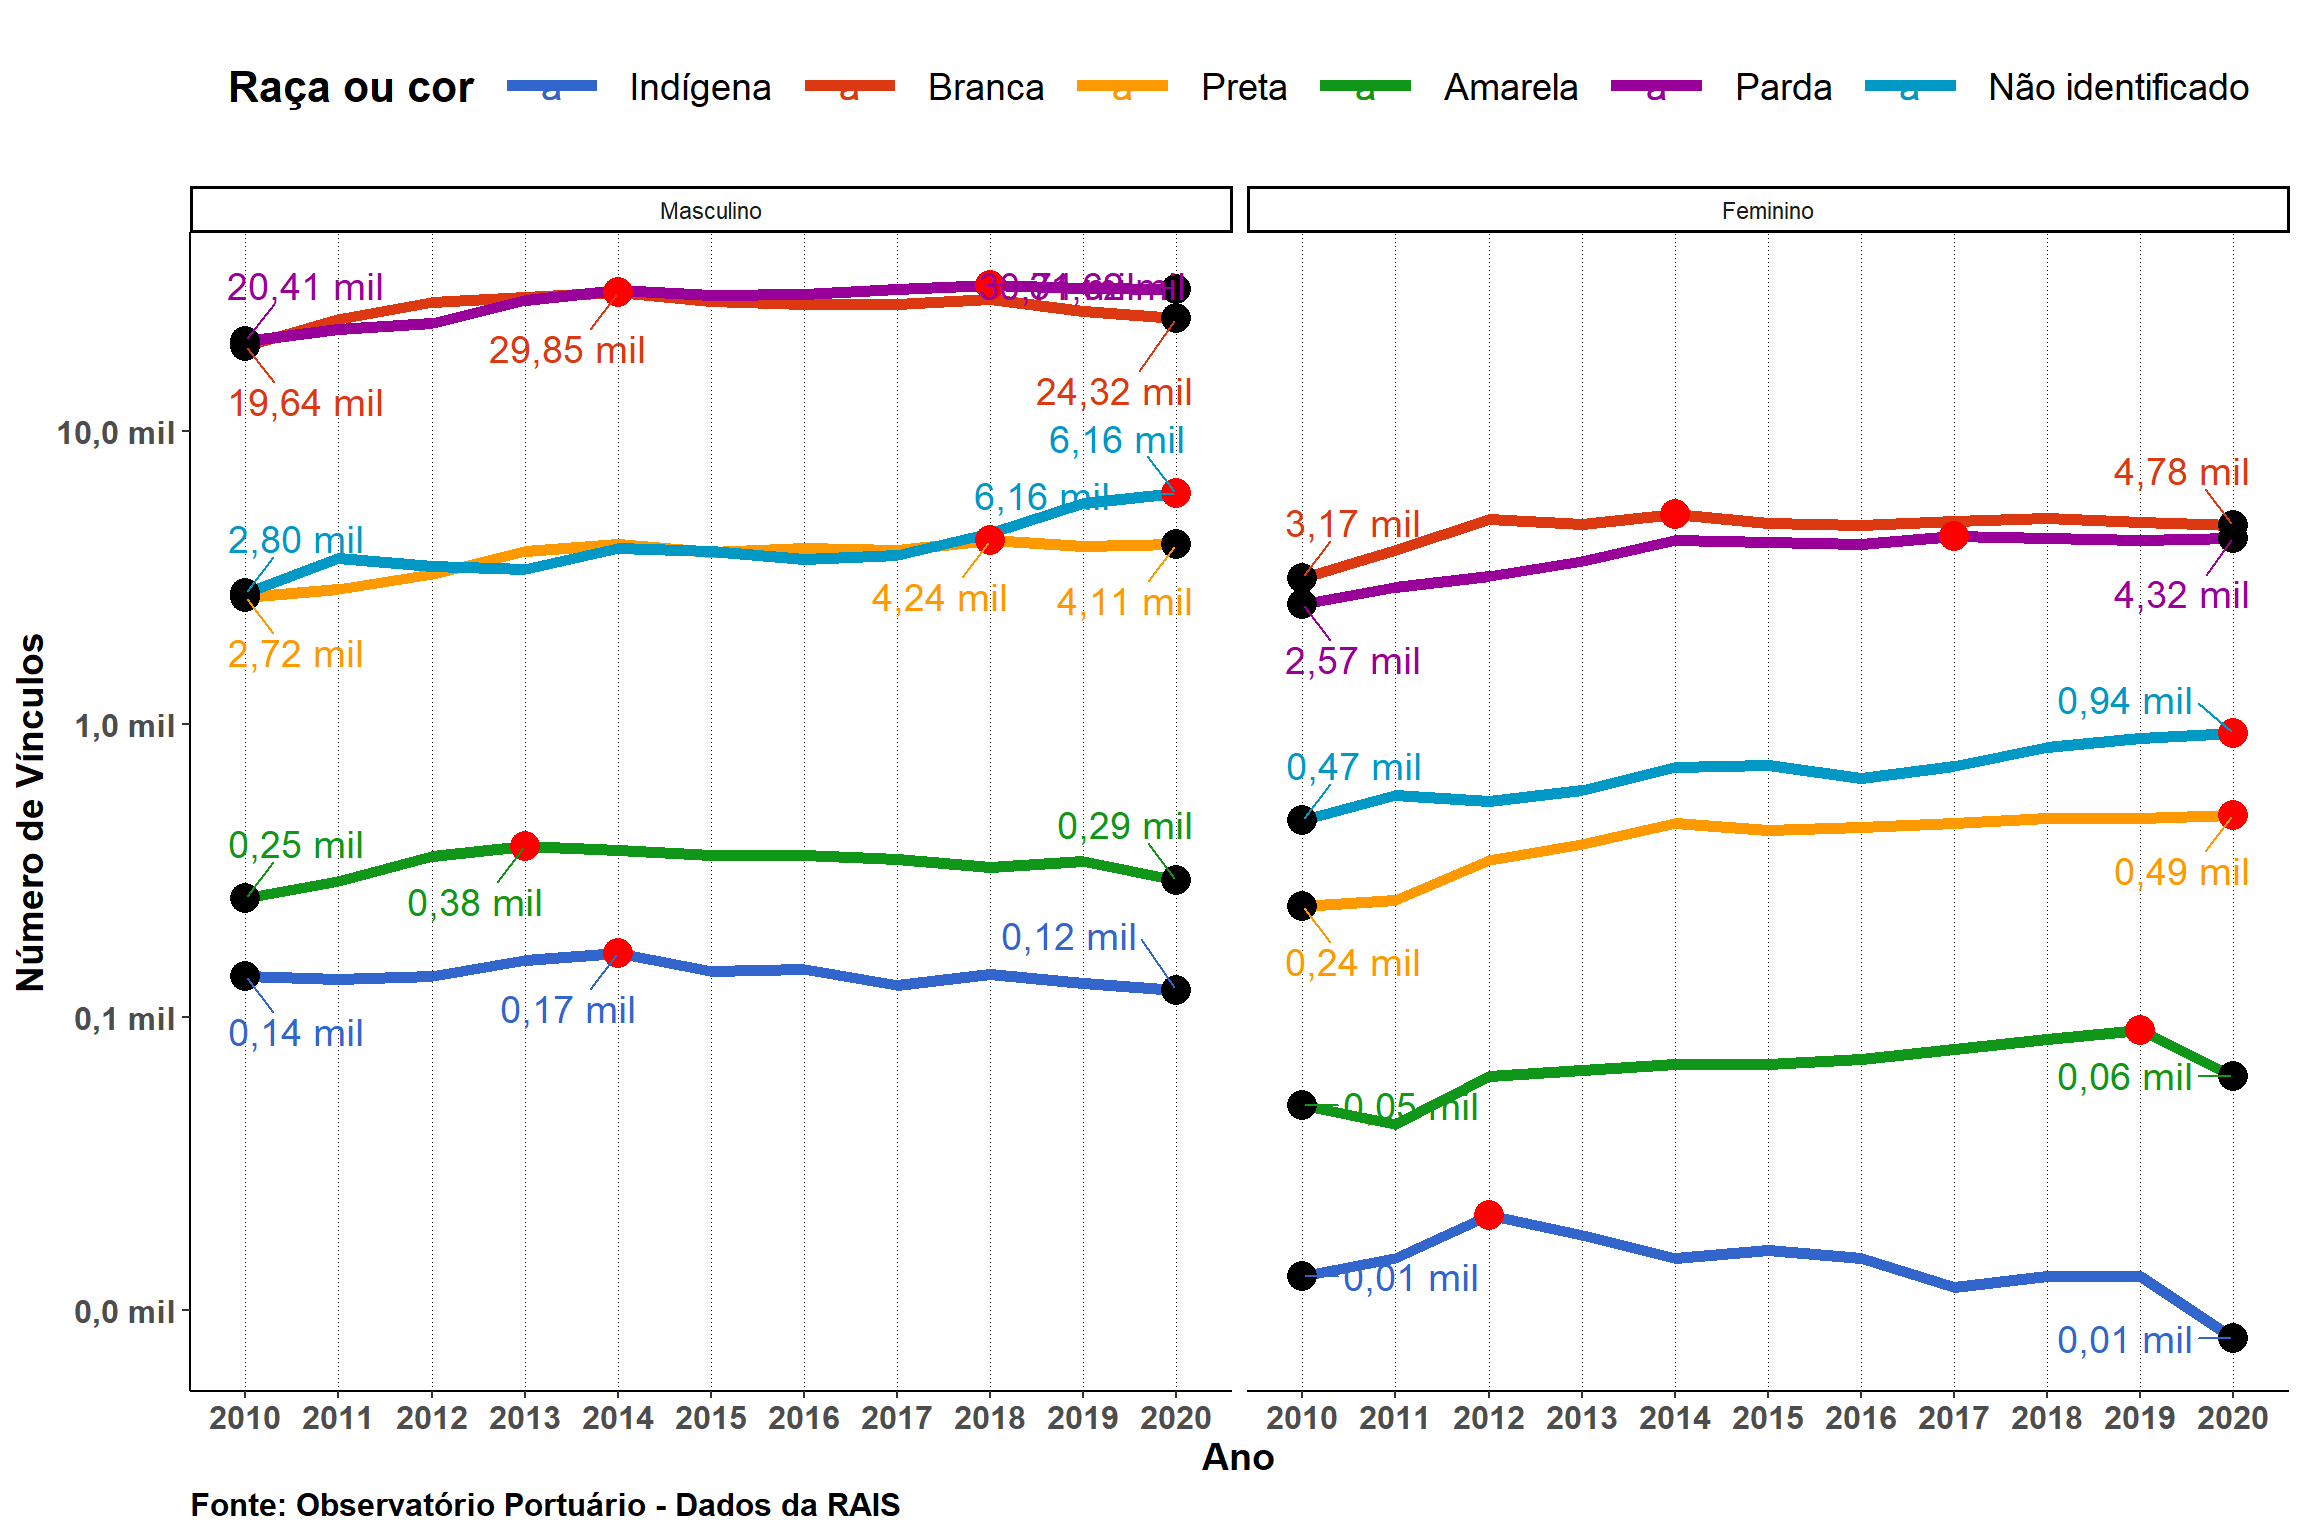 Raça ou cor a Indígena a Branca a Preta a Amarela a Parda a Não identificado
Masculino
Feminino
20,41 mil
29,85 mil
19,64 mil
24,32 mil
6,16 mil
6,16 mil
2,80 mil
4,24 mil
4,11 mil
2,72 mil
0,25 mil
0,29 mil
0,38 mil
0,12 mil
0,17 mil
0,14 mil
4,78 mil
3,17 mil
4,32 mil
2,57 mil
0,94 mil
0,47 mil
0,49 mil
0,24 mil
0,06 mil
0,05 mil
0,01 mil
0,01 mil
10,0 mil
1,0 mil
0,1 mil
0,0 mil
Número de Vínculos
2010 2011 2012 2013 2014 2015 2016 2017 2018 2019 2020
2010 2011 2012 2013 2014 2015 2016 2017 2018 2019 2020
Ano
Fonte: Observatório Portuário - Dados da RAIS